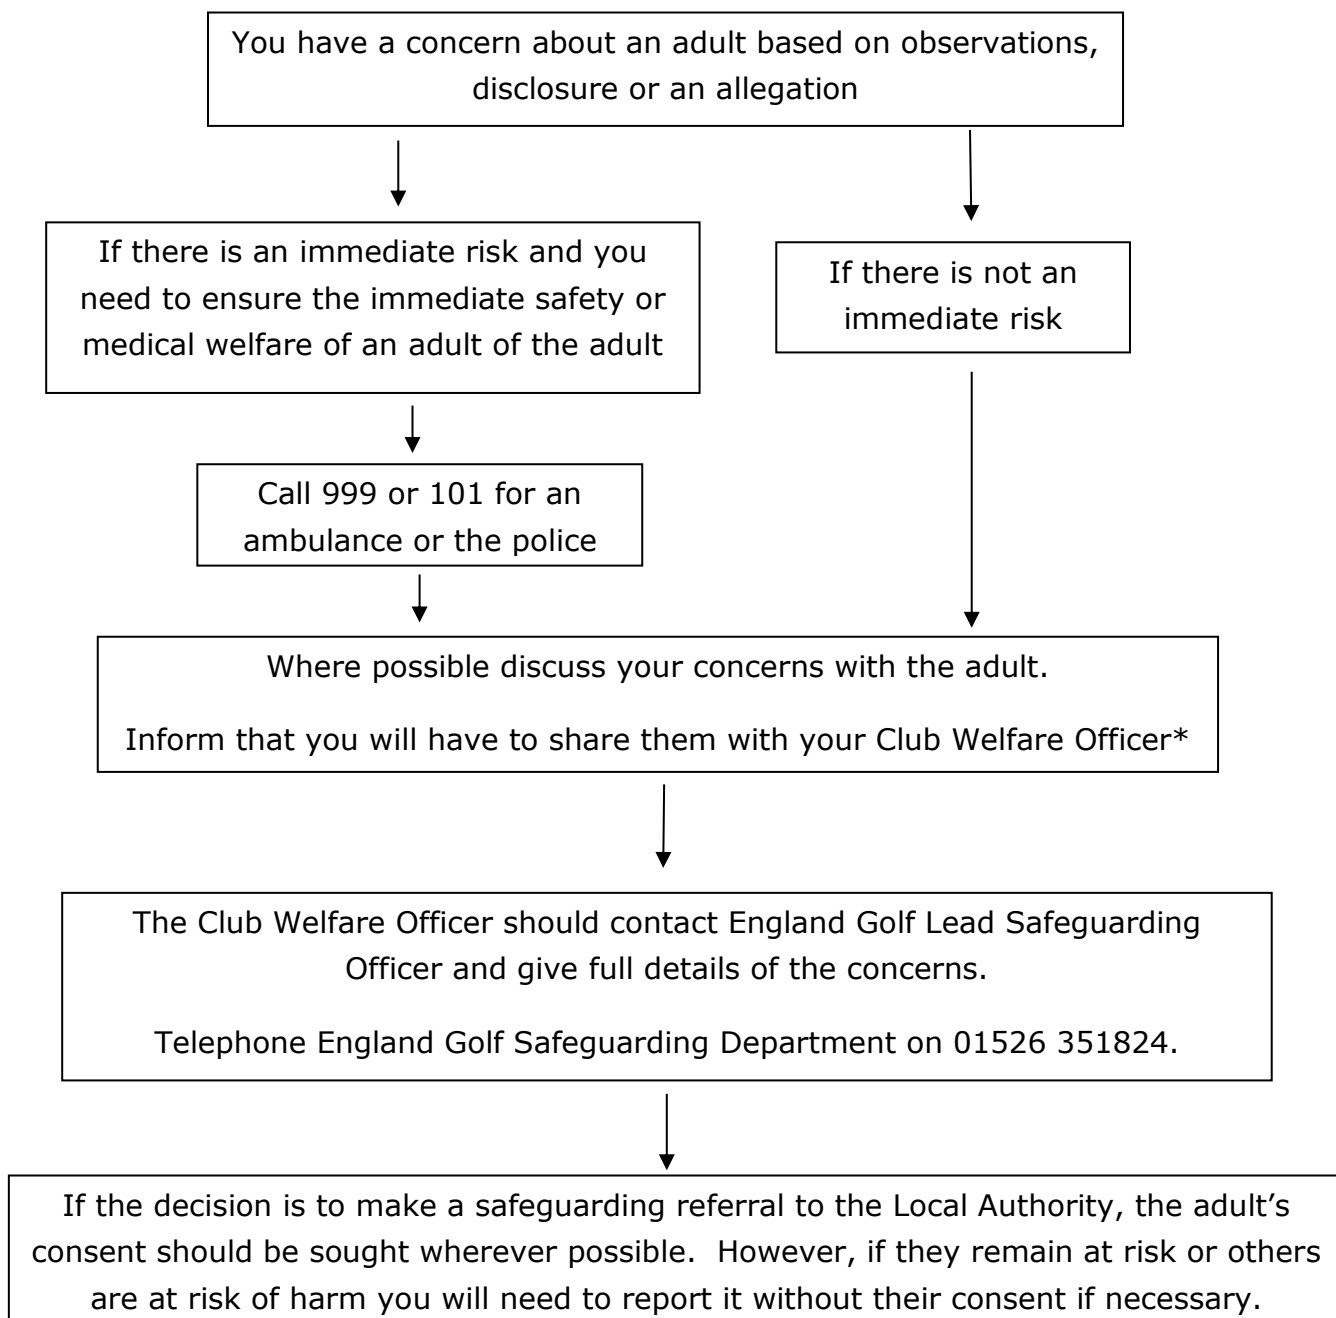 You have a concern about an adult based on observations,
disclosure or an allegation
If there is an immediate risk and you
need to ensure the immediate safety or
medical welfare of an adult of the adult
If there is not an
immediate risk
Call 999 or 101 for an
ambulance or the police
Where possible discuss your concerns with the adult.
Inform that you will have to share them with your Club Welfare Officer*
The Club Welfare Officer should contact England Golf Lead Safeguarding
Officer and give full details of the concerns.
Telephone England Golf Safeguarding Department on 01526 351824.
If the decision is to make a safeguarding referral to the Local Authority, the adult’s
consent should be sought wherever possible.  However, if they remain at risk or others
are at risk of harm you will need to report it without their consent if necessary.